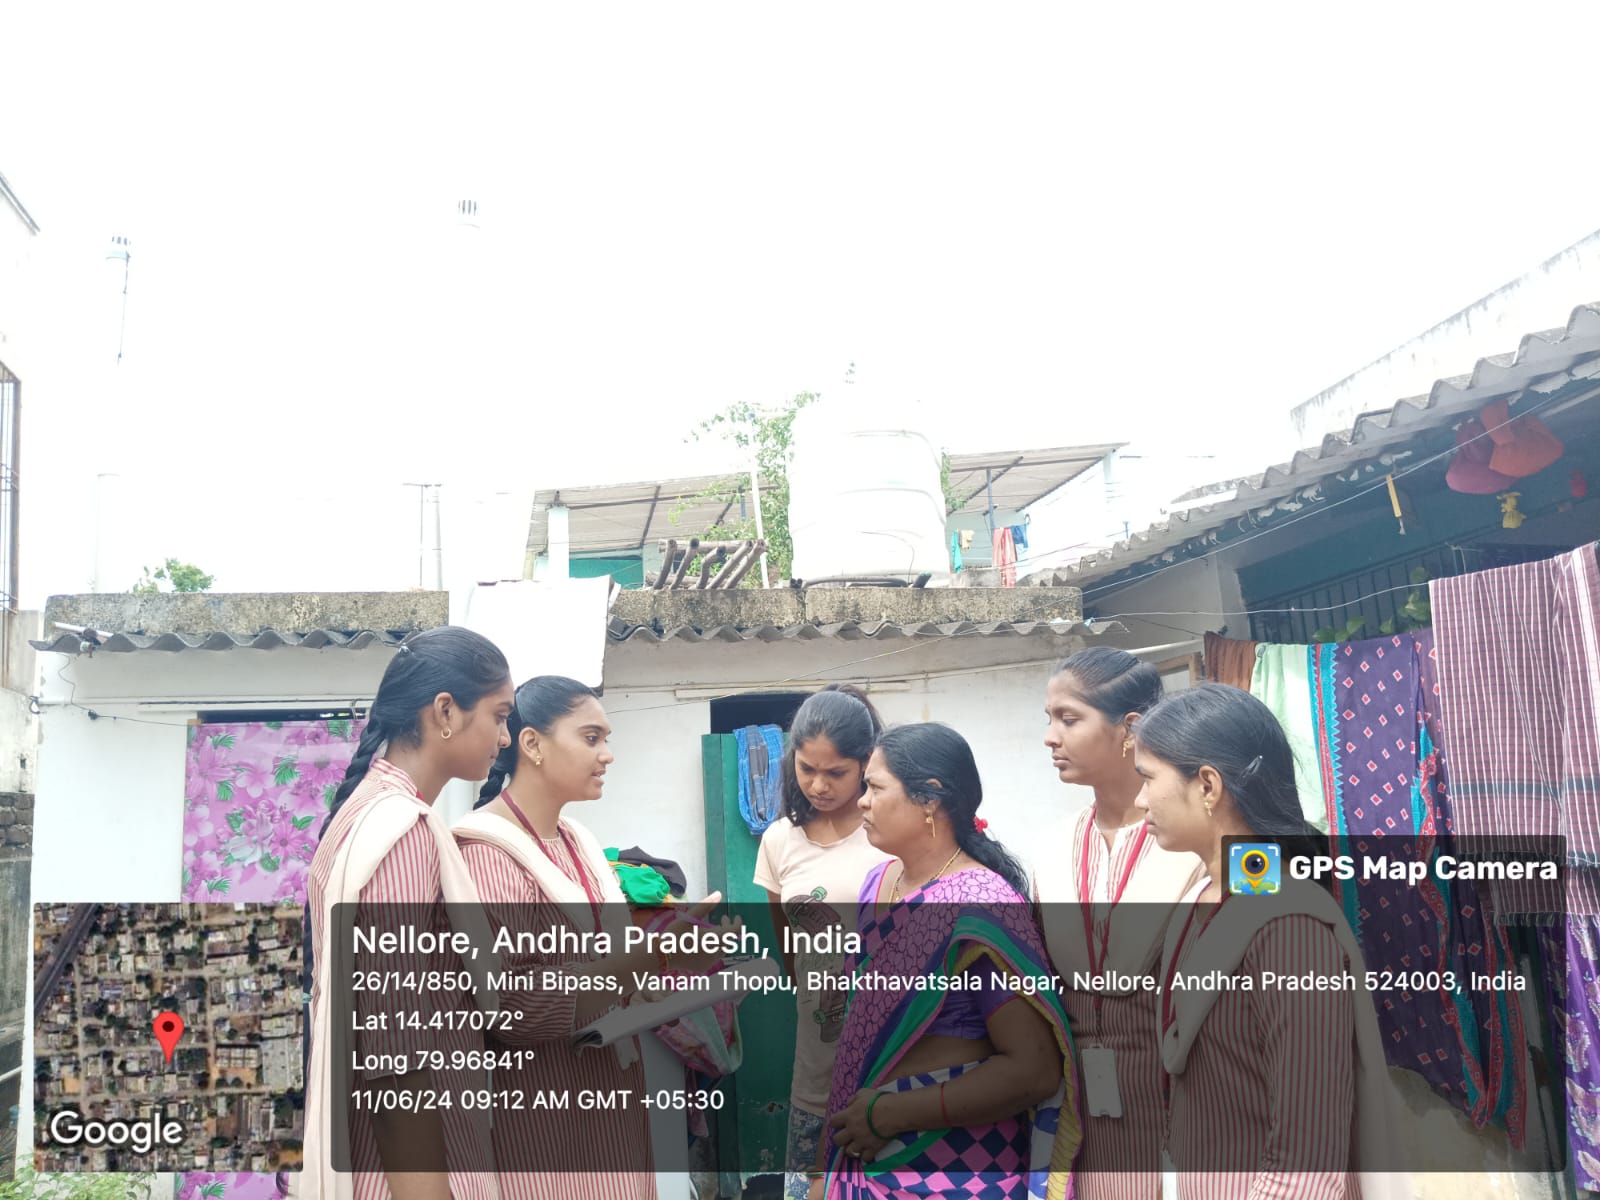 GPS Map Camera
Nellore, Andhra Pradesh, India
26/14/850, Mini Bipass, Vanam Thopu, Bhakthavatsala Nagar, Nellore, Andhra Pradesh 524003, India
Lat 14.417072°
Long 79.96841°
11/06/24 09:12 AM GMT +05:30
Google